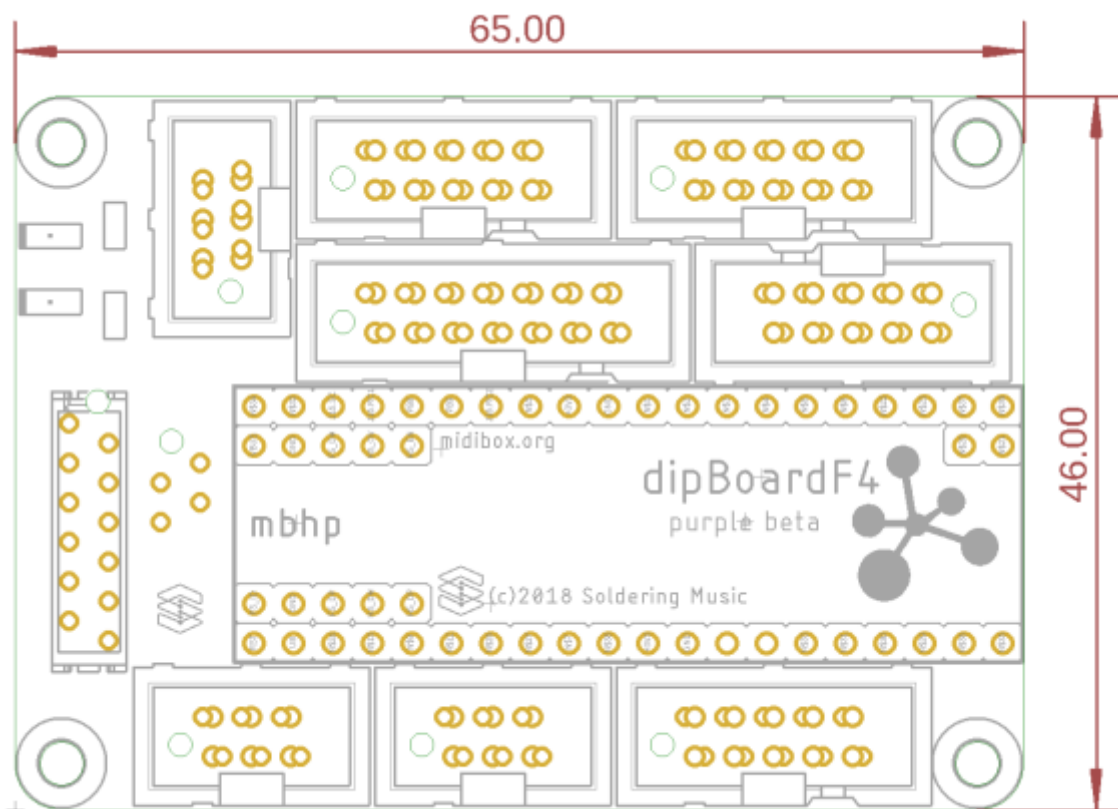 65.00
46.00
midibox.org
dipBoardF4
purple beta
mbhp
(c)2018 Soldering Music